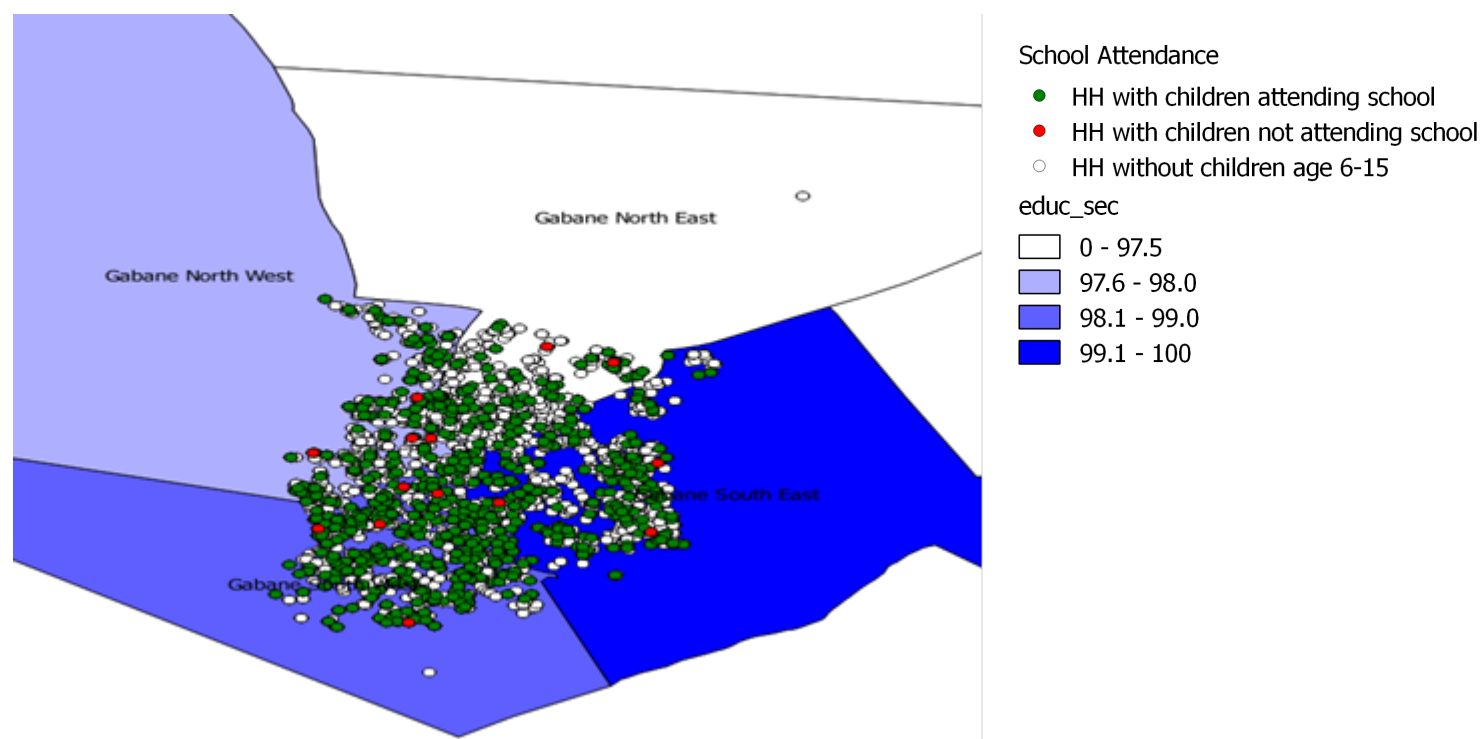 School Attendance
HH with children attending school
HH with children not attending school
HH without children age 6-15
educ_sec
0 - 97.5
97.6 - 98.0
98.1 - 99.0
99.1 - 100
Gabane North East
Gabane North West
South East
Gabane